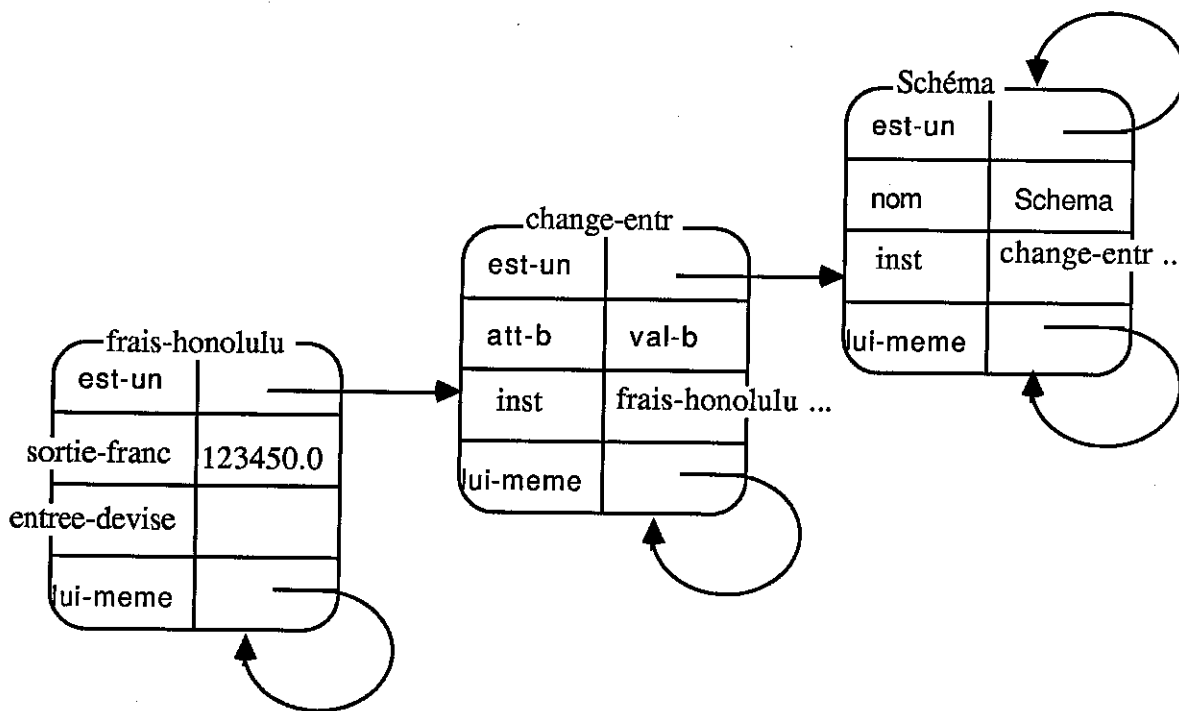 Schéma
est-un
nom Schema
inst change-entr ..
lui-meme
change-entr
est-un
att-b val-b
inst frais-honolulu ...
lui-meme
frais-honolulu
est-un
sortie-franc 123450.0
entree-devise
lui-meme